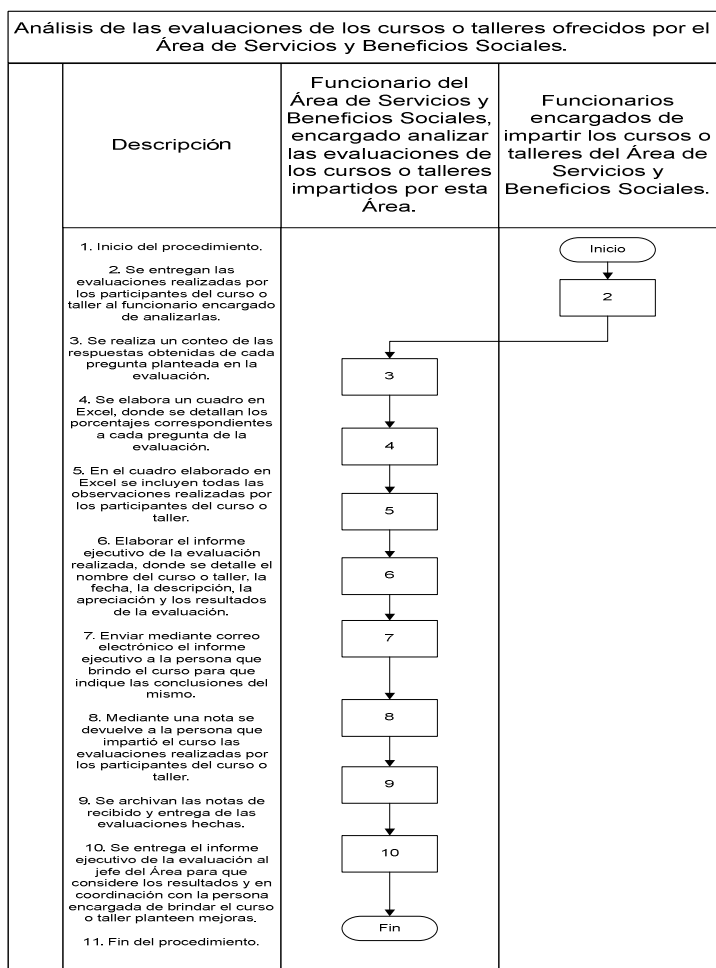 Análisis de las evaluaciones de los cursos o talleres ofrecidos por el
Área de Servicios y Beneficios Sociales.
Descripción
Funcionario del
Área de Servicios y
Beneficios Sociales,
encargado analizar
las evaluaciones de
los cursos o talleres
impartidos por esta
Área.
Funcionarios
encargados de
impartir los cursos o
talleres del Área de
Servicios y
Beneficios Sociales.
1. Inicio del procedimiento.
2. Se entregan las
evaluaciones realizadas por
los participantes del curso o
taller al funcionario encargado
de analizarlas.
3. Se realiza un conteo de las
respuestas obtenidas de cada
pregunta planteada en la
evaluación.
4. Se elabora un cuadro en
Excel, donde se detallan los
porcentajes correspondientes
a cada pregunta de la
evaluación.
5. En el cuadro elaborado en
Excel se incluyen todas las
observaciones realizadas por
los participantes del curso o
taller.
6. Elaborar el informe
ejecutivo de la evaluación
realizada, donde se detalle el
nombre del curso o taller, la
fecha, la descripción, la
apreciación y los resultados
de la evaluación.
7. Enviar mediante correo
electrónico el informe
ejecutivo a la persona que
brindo el curso para que
indique las conclusiones del
mismo.
8. Mediante una nota se
devuelve a la persona que
impartió el curso las
evaluaciones realizadas por
los participantes del curso o
taller.
9. Se archivan las notas de
recibido y entrega de las
evaluaciones hechas.
10. Se entrega el informe
ejecutivo de la evaluación al
jefe del Área para que
considere los resultados y en
coordinación con la persona
encargada de brindar el curso
o taller planteen mejoras.
11. Fin del procedimiento.
Inicio
2
3
4
5
6
7
8
9
10
Fin